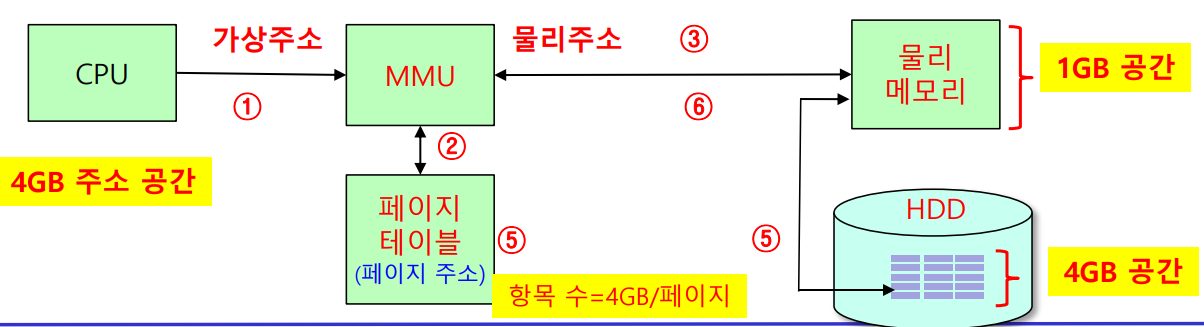 가상주소
물리주소
③
CPU
MMU
물리
메모리
1GB 공간
①
⑥
②
4GB 주소 공간
페이지
테이블
(페이지 주소)
⑤
⑤
HDD
4GB 공간
항목 수=4GB/페이지